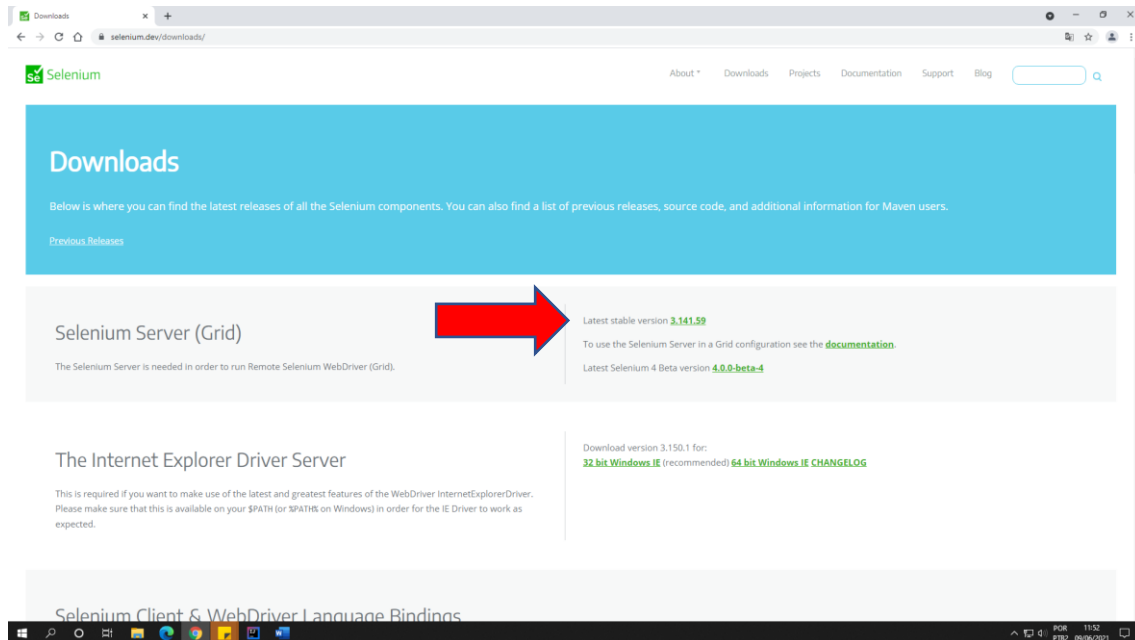 Downloads
selenium.dev/downloads/
Se Selenium
About
Downloads
Projects
Documentation
Support
Blog
Downloads
Below is where you can find the latest releases of all the Selenium components. You can also find a list of previous releases, source code, and additional information for Maven users.
Previous Releases
Selenium Server (Grid)
The Selenium Server is needed in order to run Remote Selenium WebDriver (Grid).
Latest stable version 3.141.59
To use the Selenium Server in a Grid configuration see the documentation.
Latest Selenium 4 Beta version 4.0.0-beta-4
The Internet Explorer Driver Server
This is required if you want to make use of the latest and greatest features of the WebDriver InternetExplorerDriver.
Please make sure that this is available on your $PATH (or %PATH% on Windows) in order for the IE Driver to work as
expected.
Download version 3.150.1 for:
32 bit Windows IE (recommended) 64 bit Windows IE CHANGELOG
Selenium Client & WebDriver Language Bindings
POR 11:52
PTB2 09/06/2021